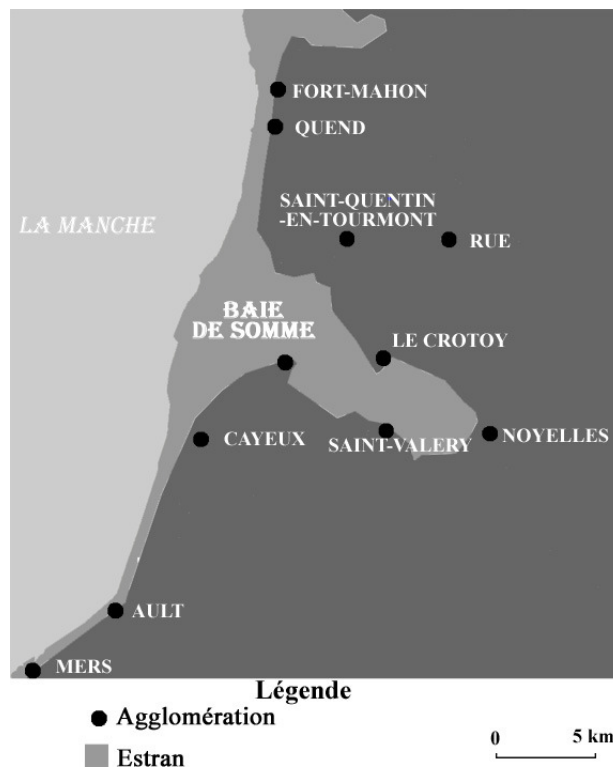 FORT-MAHON
QUEND
SAINT-QUENTIN
-EN-TOURMONT
RUE
LA MANCHE
BAIE
DE SOMME
LE CROTOY
CAYEUX
SAINT-VALERY
NOYELLES
AULT
MERS
Légende
Agglomération
Estran
0 5 km